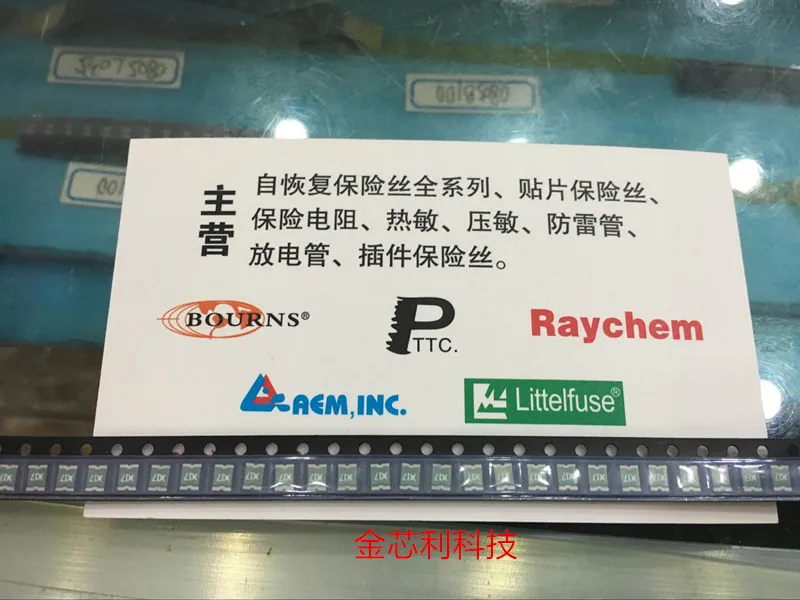 00185080
主营
自恢复保险丝全系列、贴片保险丝、
保险电阻、热敏、压敏、防雷管、
放电管、插件保险丝。
BOURNS®
P
TTC.
Raychem
AEM,INC.
Littelfuse®
金芯利科技